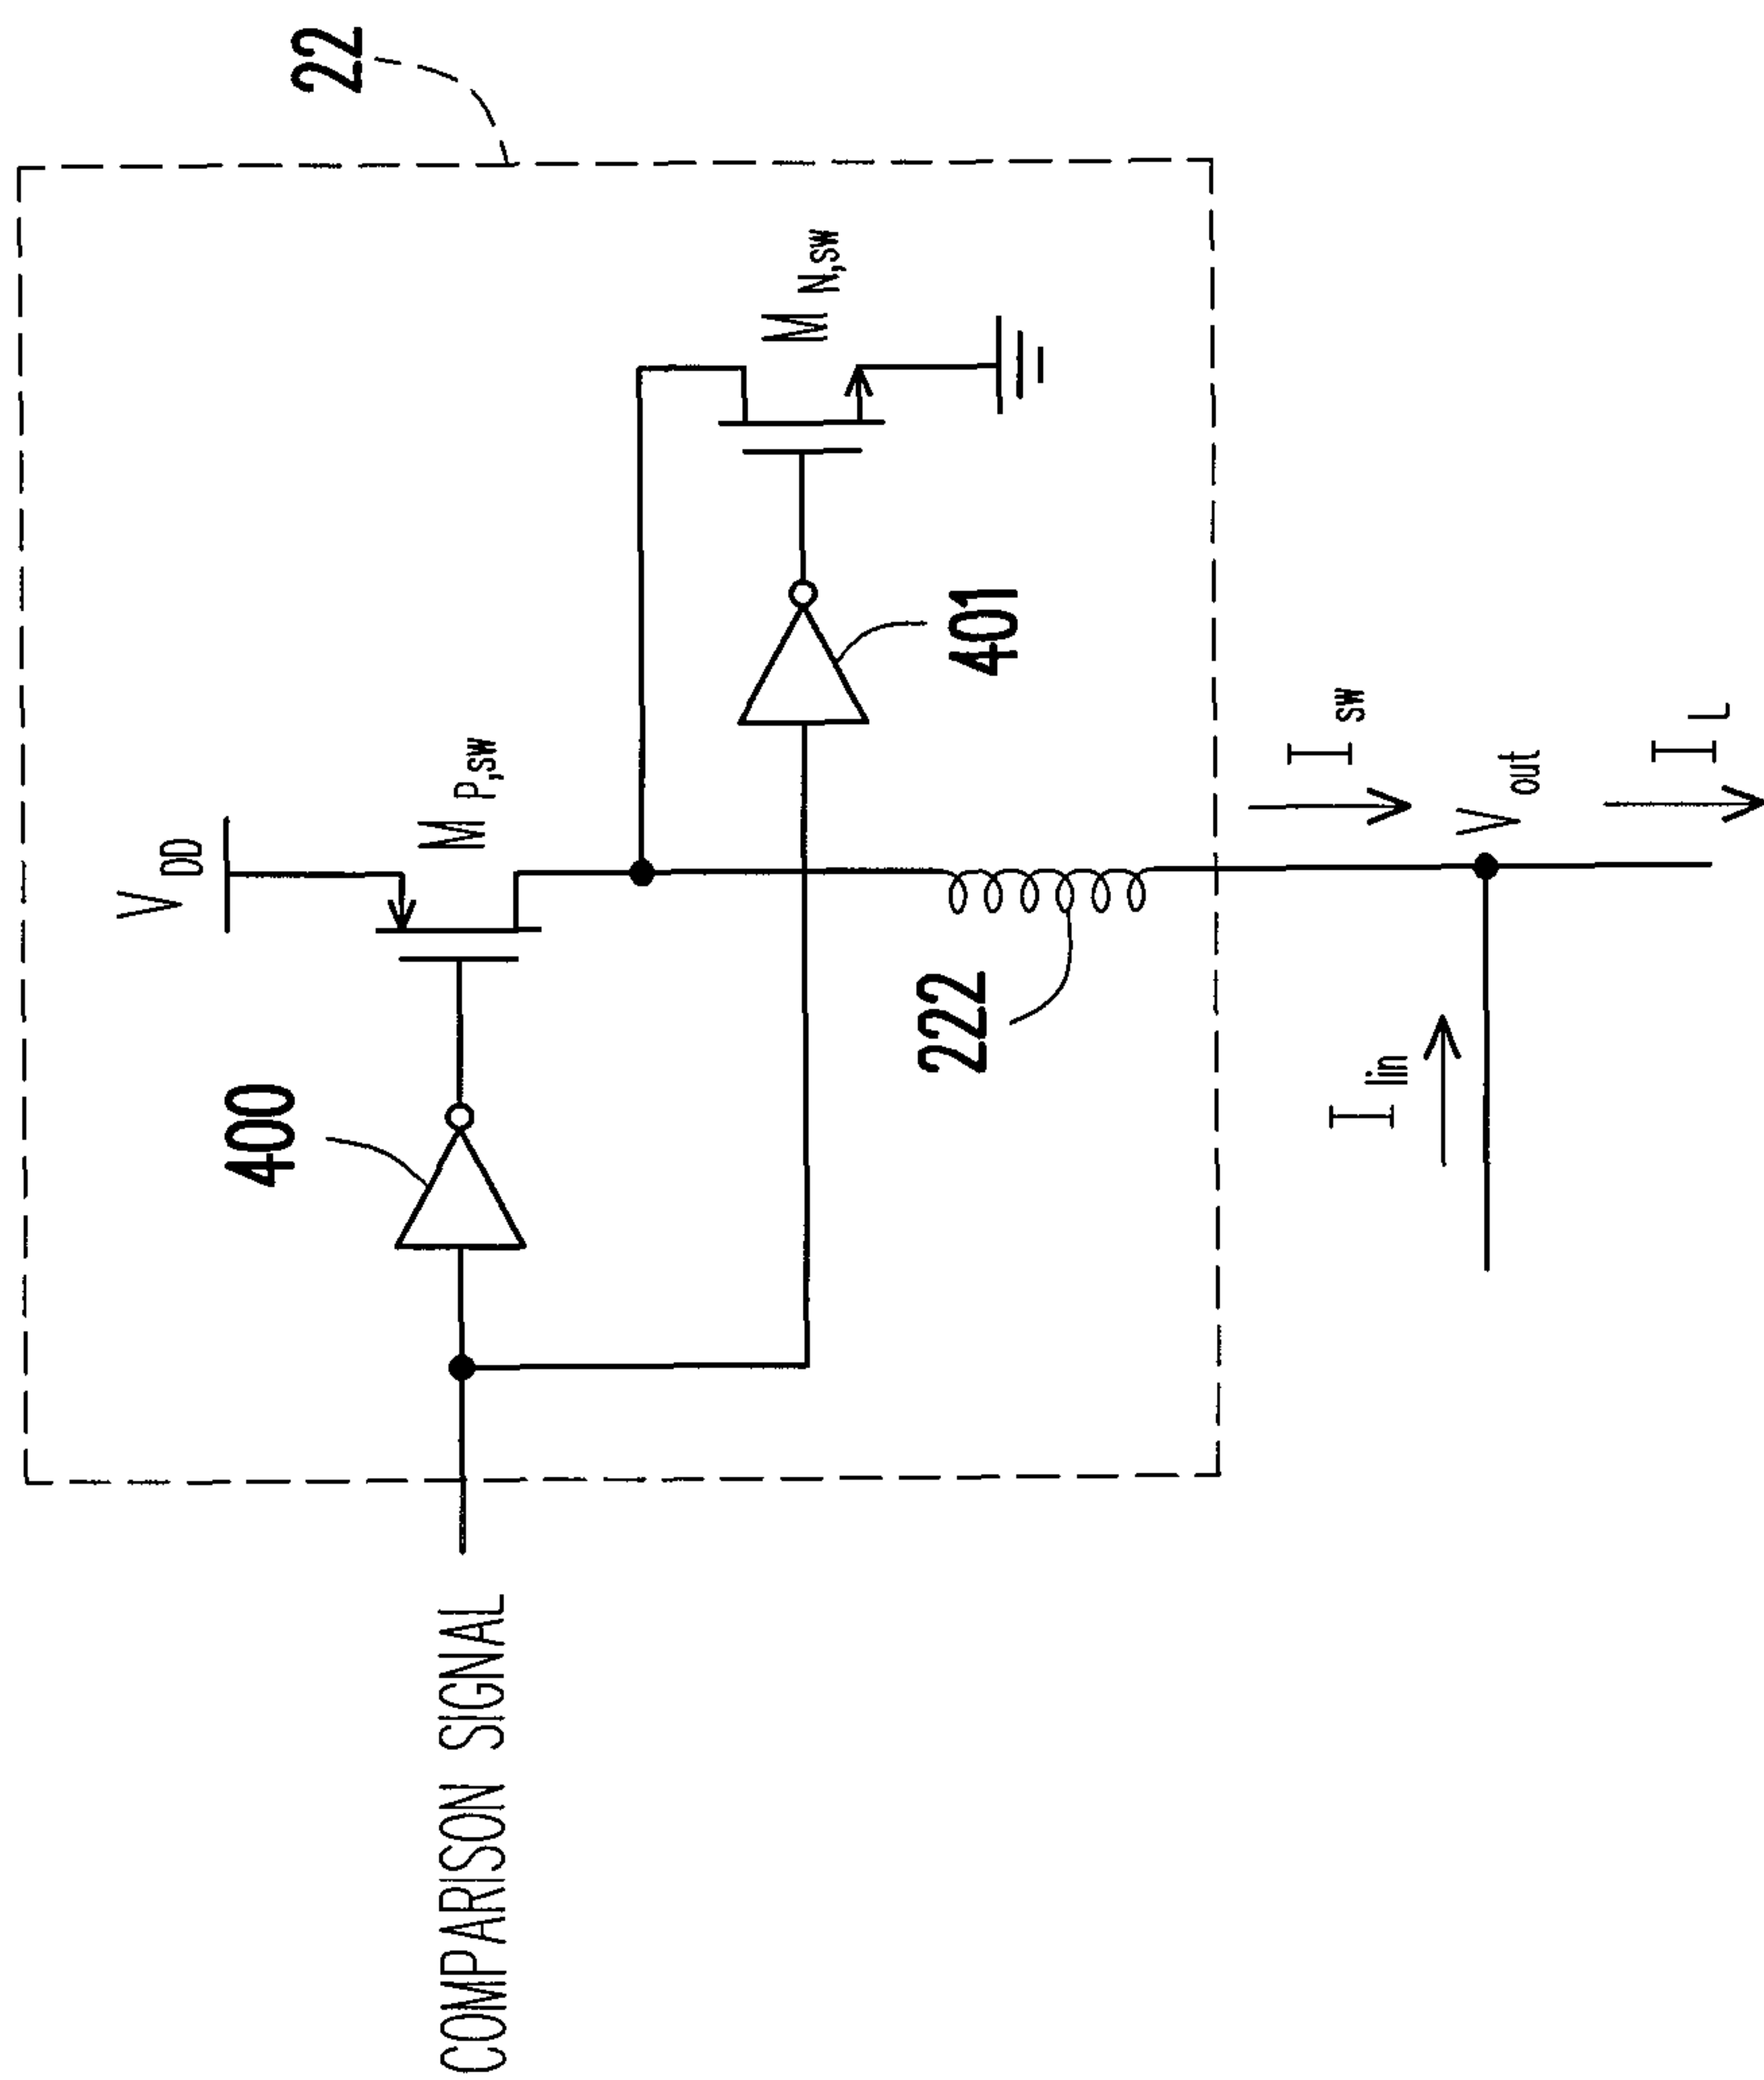 22
V DD
M P,SW
M N,SW
400
401
222
COMPARISON SIGNAL
I sw
I lin
V out
I L